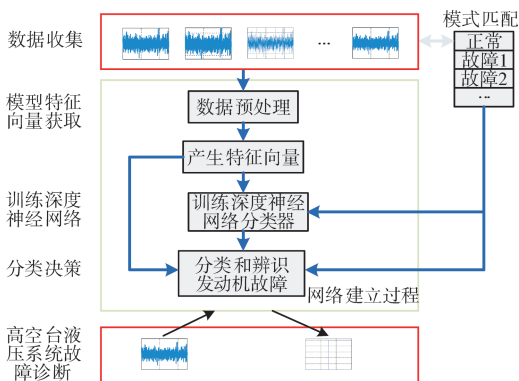 数据收集
...
模式匹配
正常
故障1
故障2
...
模型特征
向量获取
数据预处理
产生特征向量
训练深度
神经网络
训练深度神经
网络分类器
分类决策
分类和辨识
发动机故障
网络建立过程
高空台液
压系统故
障诊断